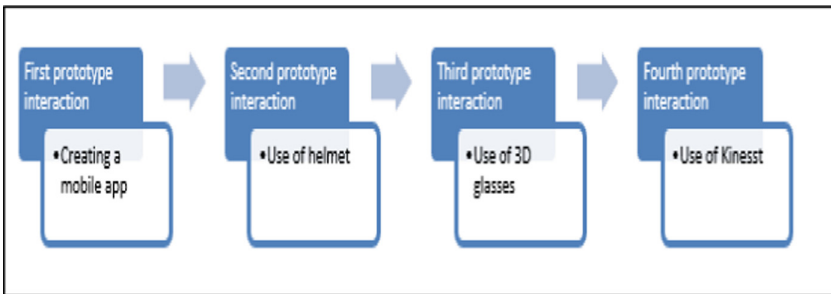 First prototype
interaction
•Creating a
mobile app
Second prototype
interaction
•Use of helmet
Third prototype
interaction
•Use of 3D
glasses
Fourth prototype
interaction
•Use of Kinesst